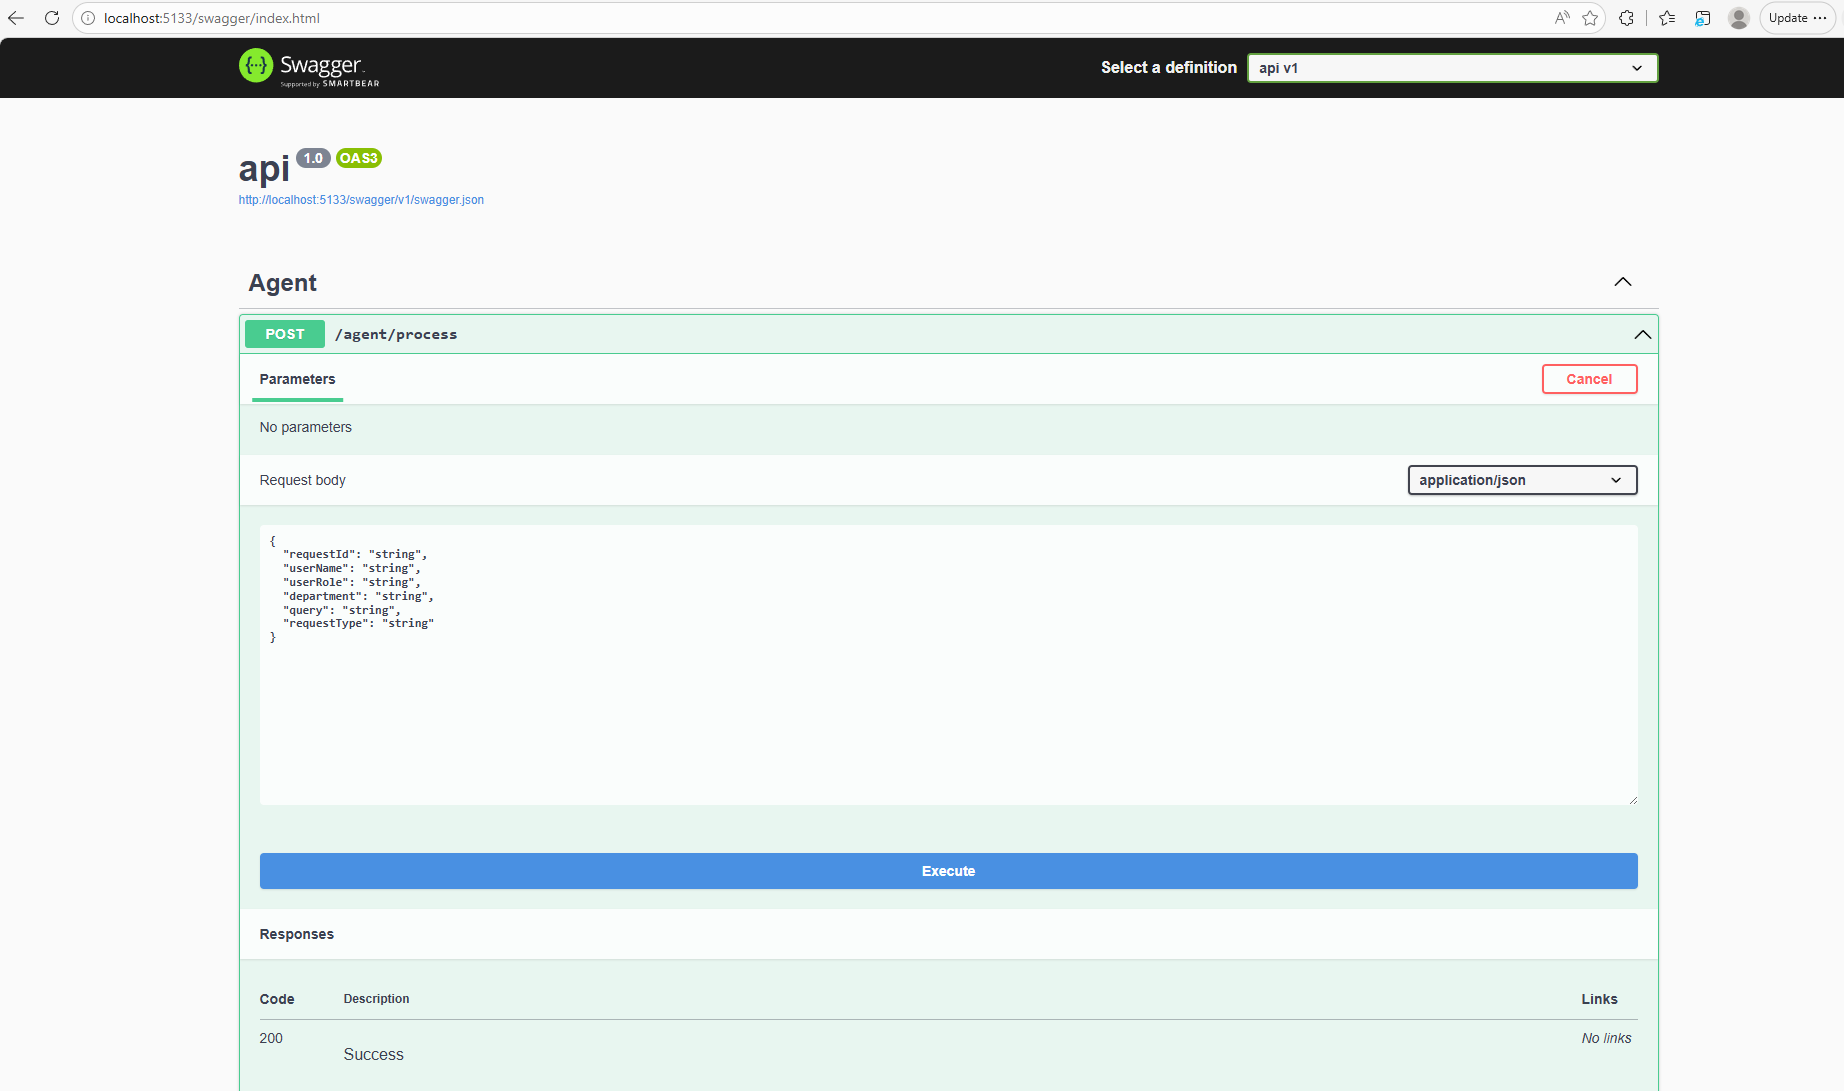 localhost:5133/swagger/index.html
Update
Swagger
Supported by SMARTBEAR
Select a definition
api v1
api 1.0 OAS3
http://localhost:5133/swagger/v1/swagger.json
Agent
POST /agent/process
Parameters
Cancel
No parameters
Request body
application/json
{
  "requestId": "string",
  "userName": "string",
  "userRole": "string",
  "department": "string",
  "query": "string",
  "requestType": "string"
}
Execute
Responses
Code Description Links
200 No links
Success